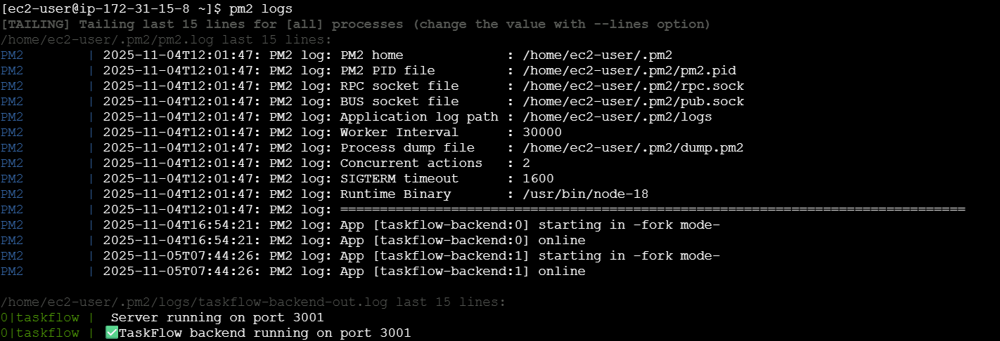 [ec2-user@ip-172-31-15-8 ~]$ pm2 logs
[TAILING] Tailing last 15 lines for [all] processes (change the value with --lines option)
/home/ec2-user/.pm2/pm2.log last 15 lines:
PM2        | 2025-11-04T12:01:47: PM2 log: PM2 home             : /home/ec2-user/.pm2
PM2        | 2025-11-04T12:01:47: PM2 log: PM2 PID file         : /home/ec2-user/.pm2/pm2.pid
PM2        | 2025-11-04T12:01:47: PM2 log: RPC socket file      : /home/ec2-user/.pm2/rpc.sock
PM2        | 2025-11-04T12:01:47: PM2 log: BUS socket file      : /home/ec2-user/.pm2/pub.sock
PM2        | 2025-11-04T12:01:47: PM2 log: Application log path : /home/ec2-user/.pm2/logs
PM2        | 2025-11-04T12:01:47: PM2 log: Worker Interval      : 30000
PM2        | 2025-11-04T12:01:47: PM2 log: Process dump file    : /home/ec2-user/.pm2/dump.pm2
PM2        | 2025-11-04T12:01:47: PM2 log: Concurrent actions   : 2
PM2        | 2025-11-04T12:01:47: PM2 log: SIGTERM timeout      : 1600
PM2        | 2025-11-04T12:01:47: PM2 log: Runtime Binary       : /usr/bin/node-18
PM2        | 2025-11-04T12:01:47: PM2 log: ===============================================================================
PM2        | 2025-11-04T16:54:21: PM2 log: App [taskflow-backend:0] starting in -fork mode-
PM2        | 2025-11-04T16:54:21: PM2 log: App [taskflow-backend:0] online
PM2        | 2025-11-05T07:44:26: PM2 log: App [taskflow-backend:1] starting in -fork mode-
PM2        | 2025-11-05T07:44:26: PM2 log: App [taskflow-backend:1] online
/home/ec2-user/.pm2/logs/taskflow-backend-out.log last 15 lines:
0|taskflow |  Server running on port 3001
0|taskflow | ✅TaskFlow backend running on port 3001